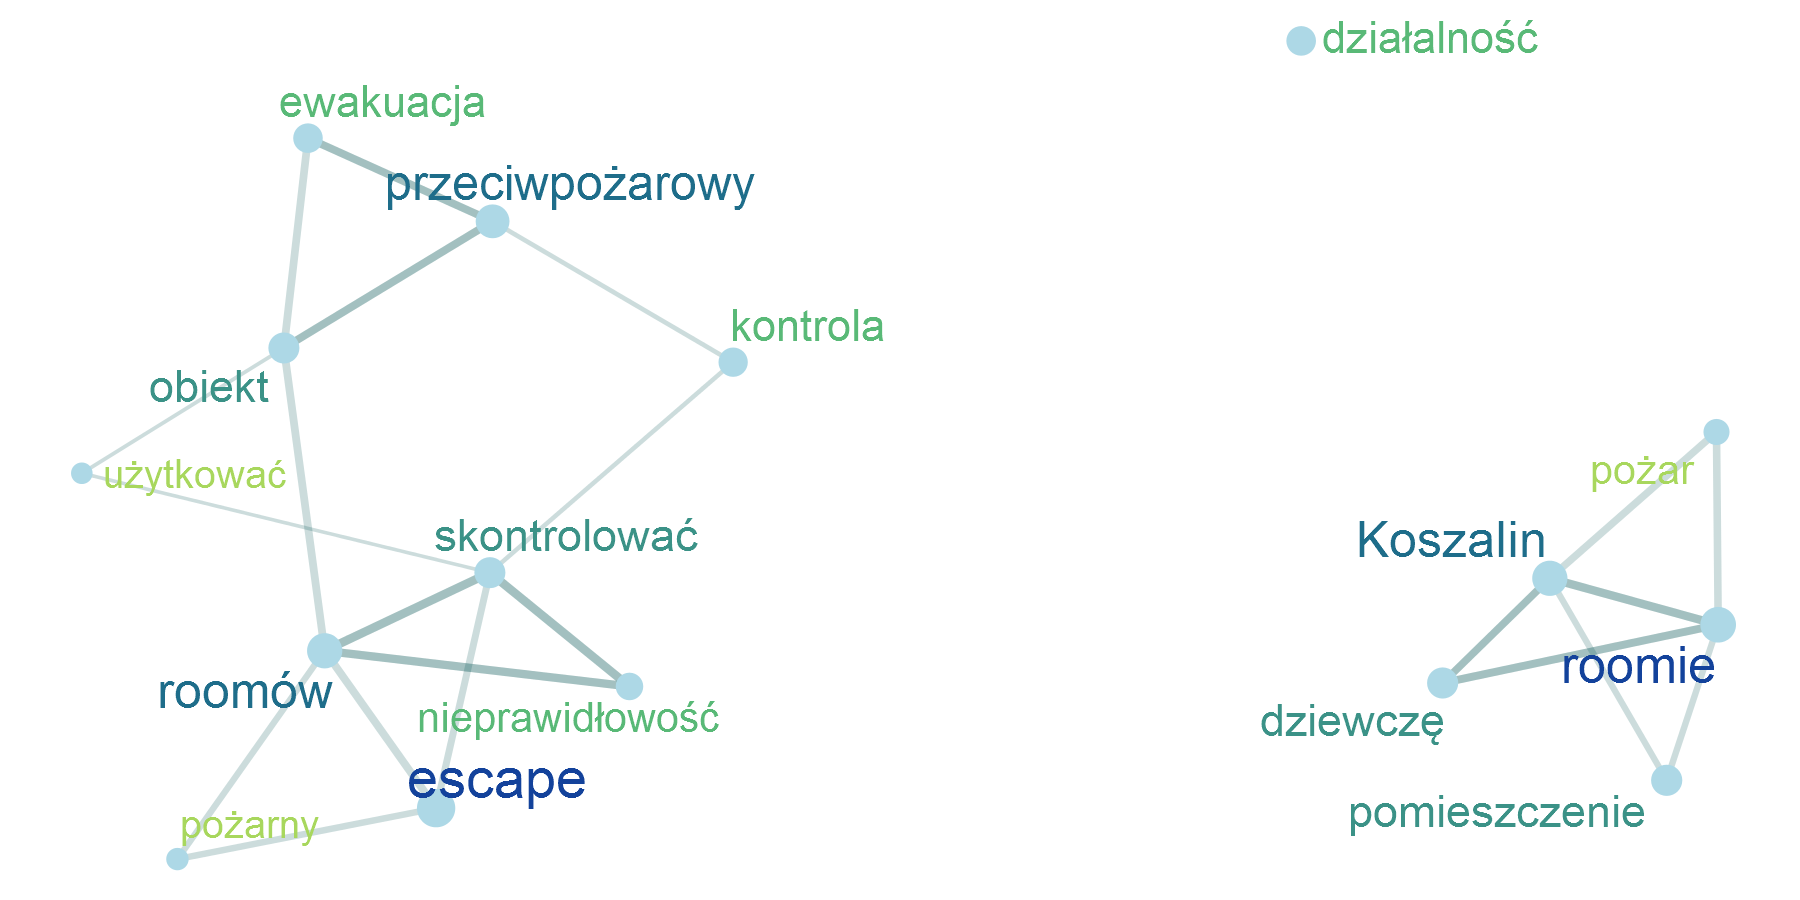 działalność
ewakuacja
przeciwpożarowy
kontrola
obiekt
użytkować
pożar
skontrolować
Koszalin
roomie
roomów
nieprawidłowość
dziewczę
escape
pomieszczenie
pożarny